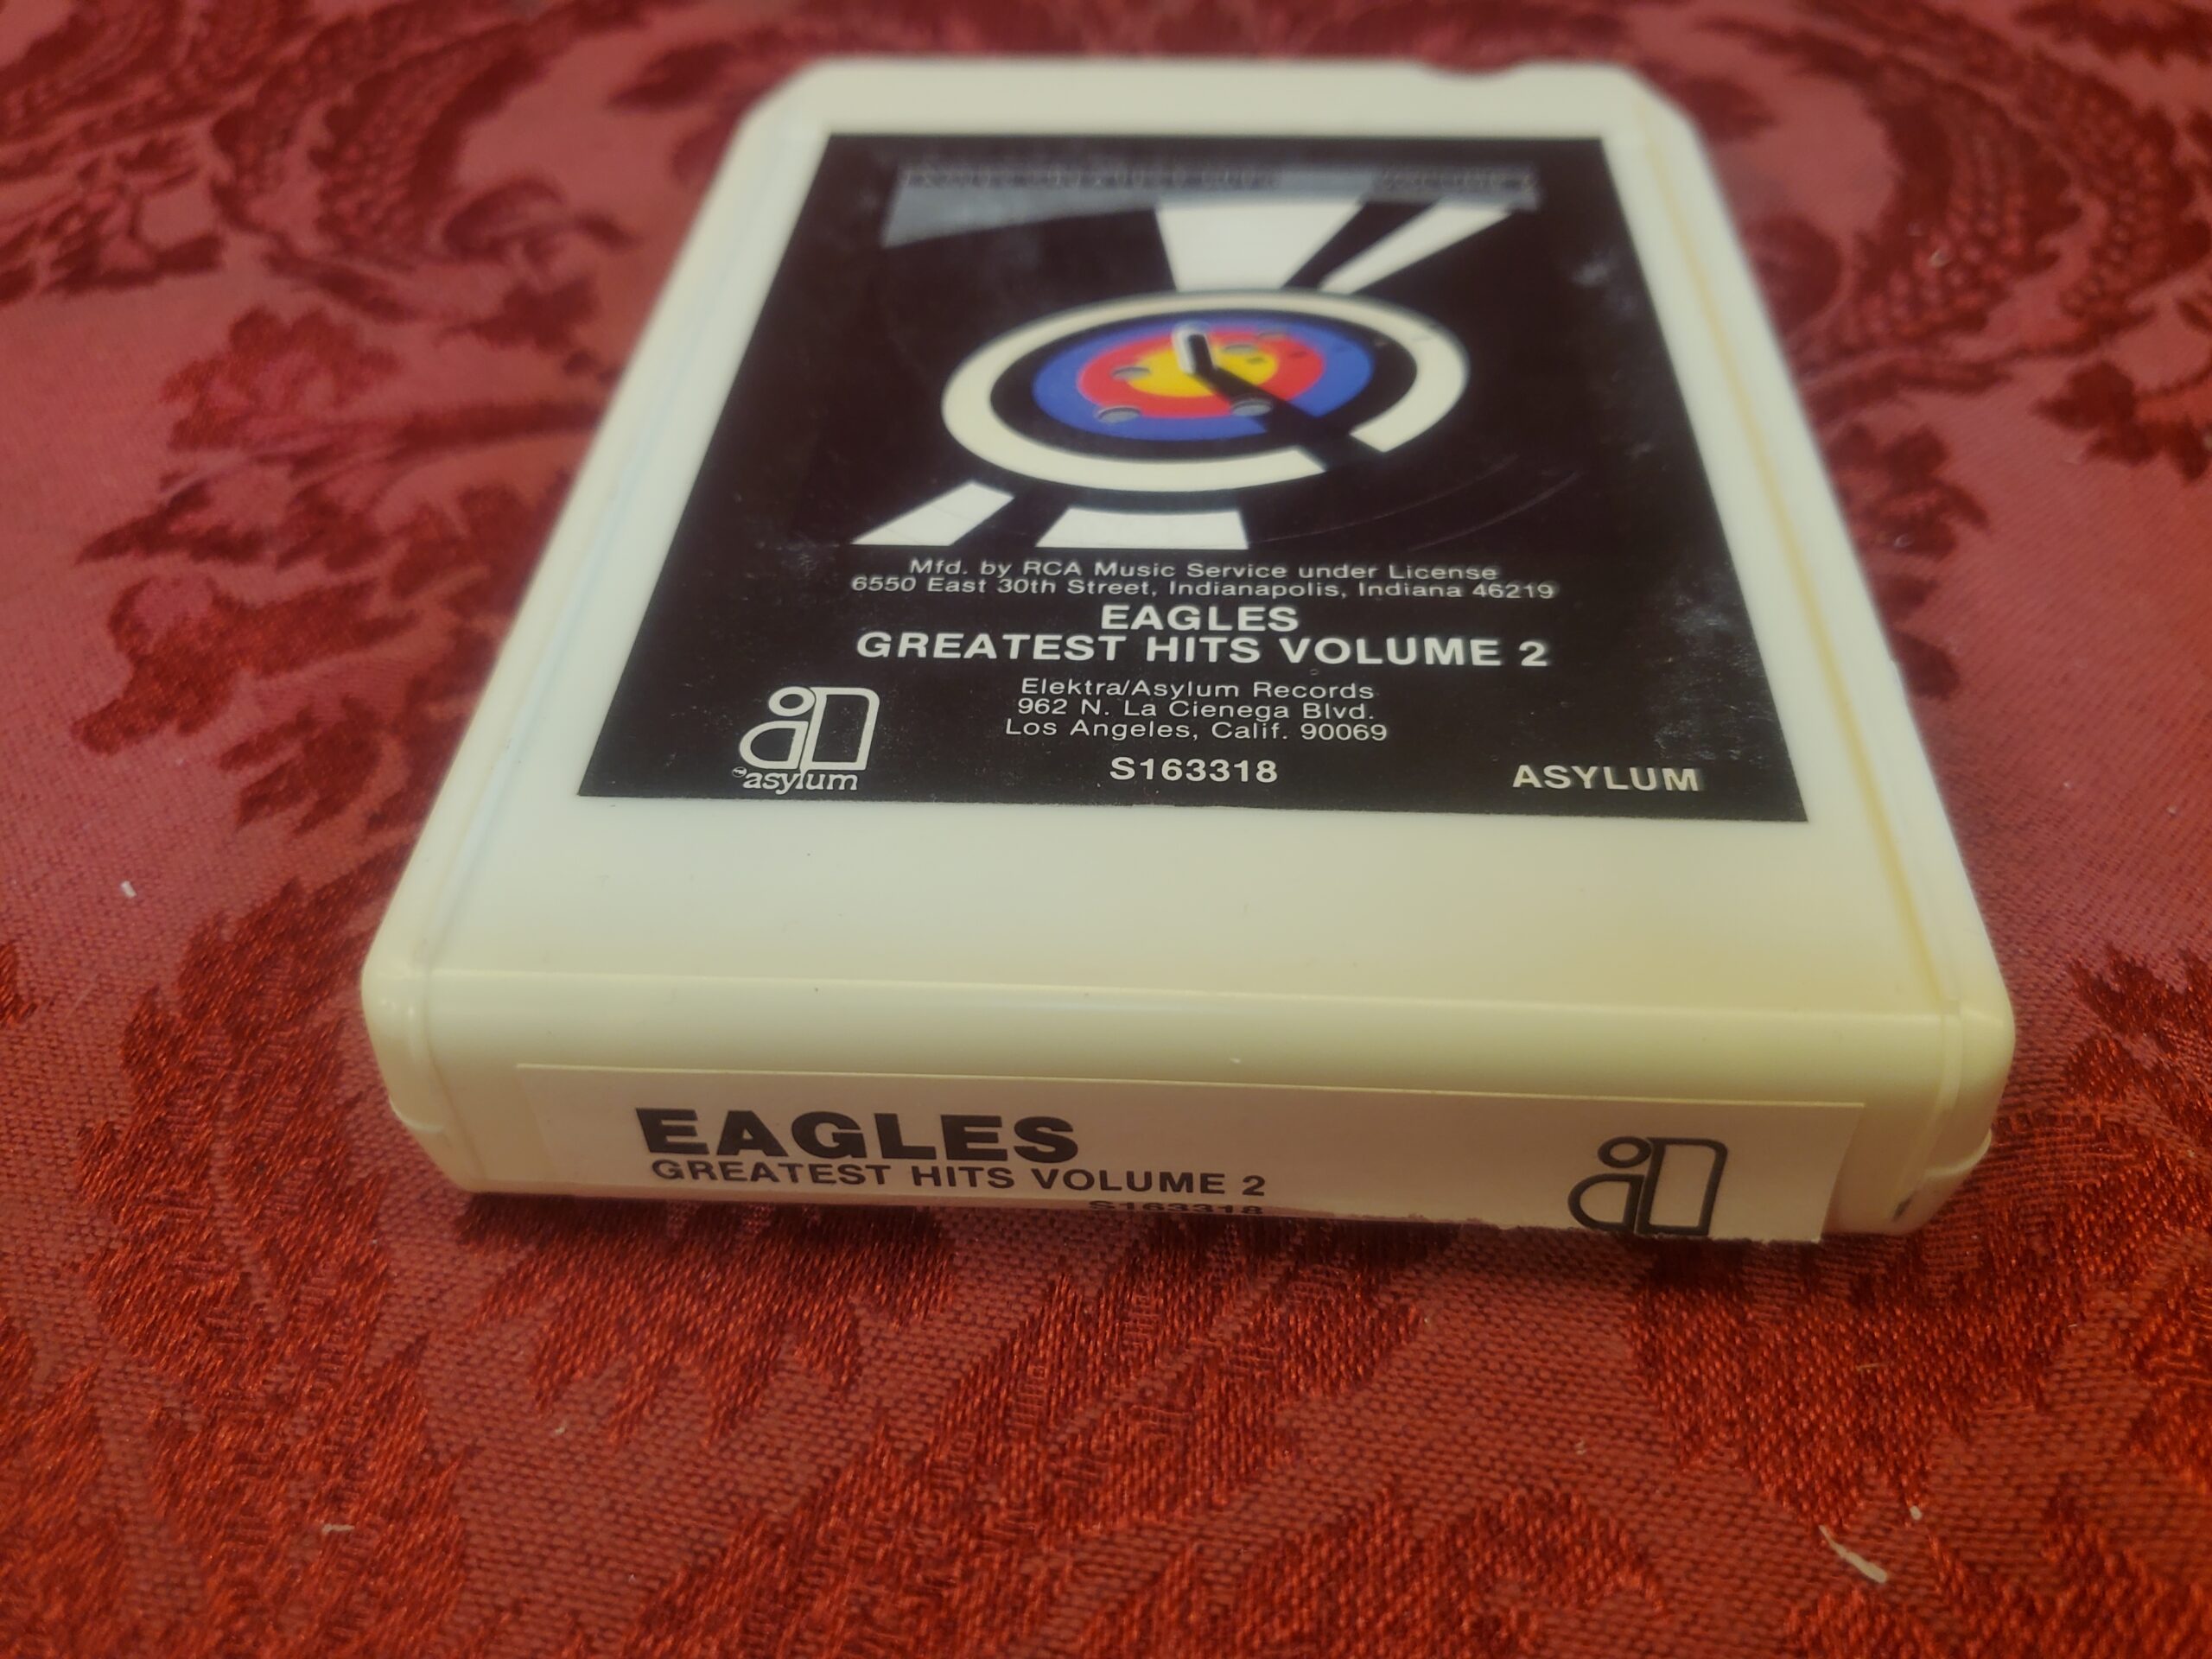 Mfd. by RCA Music Service under License
6550 East 30th Street, Indianapolis, Indiana 46219
EAGLES
GREATEST HITS VOLUME 2
Elektra/Asylum Records
962 N. La Cienega Blvd.
Los Angeles, Calif. 90069
S163318
asylum
ASYLUM
EAGLES
GREATEST HITS VOLUME 2
S163318